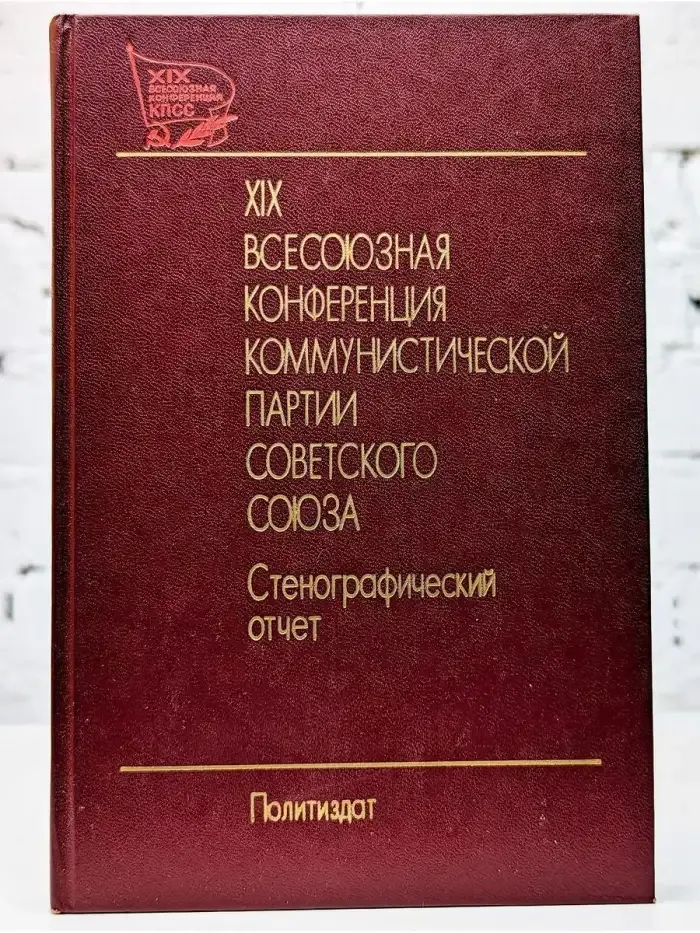 XIX
ВСЕСОЮЗНАЯ
КОНФЕРЕНЦИЯ
КПСС
XIX
ВСЕСОЮЗНАЯ
КОНФЕРЕНЦИЯ
КОММУНИСТИЧЕСКОЙ
ПАРТИИ
СОВЕТСКОГО
СОЮЗА
Стенографический
отчет
Политиздат